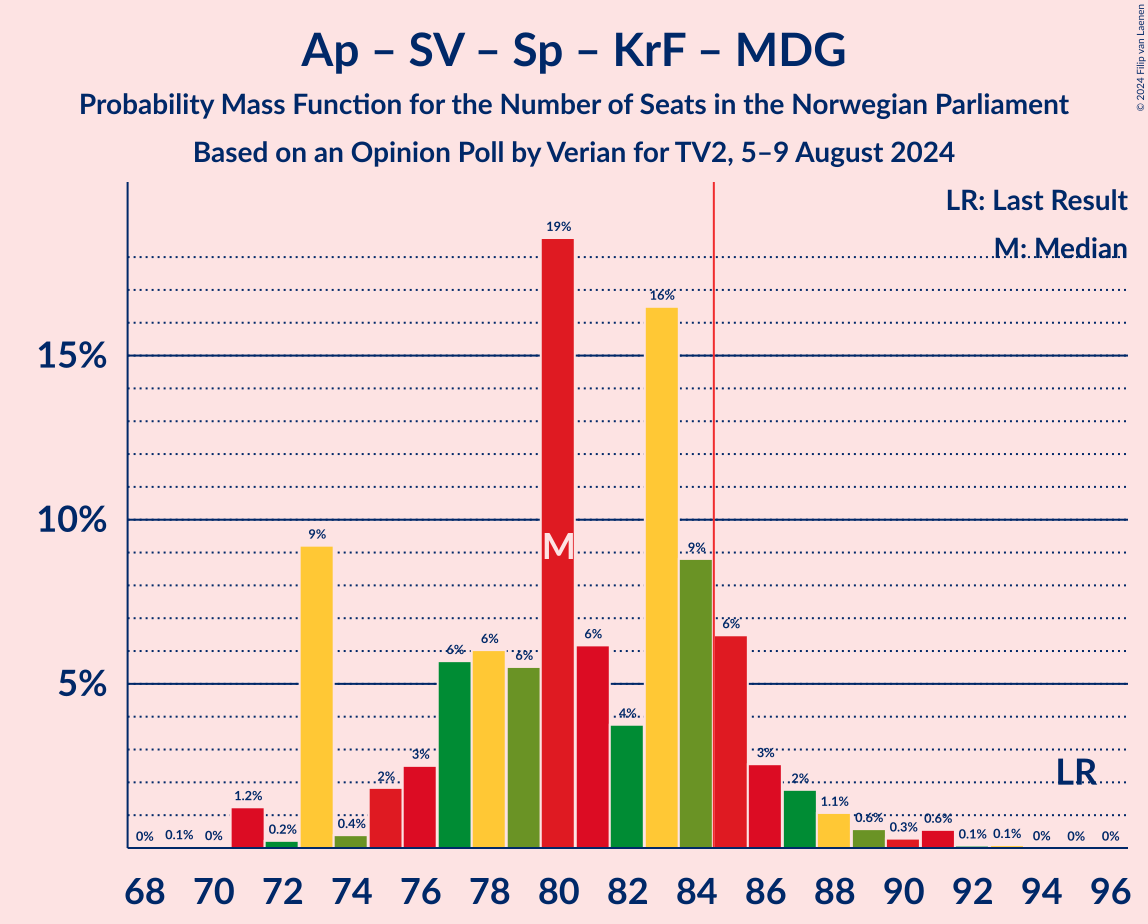 Ap – SV – Sp – KrF – MDG
Probability Mass Function for the Number of Seats in the Norwegian Parliament
Based on an Opinion Poll by Verian for TV2, 5–9 August 2024
© 2024 Filip van Laenen
LR: Last Result
M: Median
15%
10%
5%
0% 0.1% 0% 1.2% 0.2% 9% 0.4% 2% 3% 6% 6% 6% 19% 6% 4% 16% 9% 6% 3% 2% 1.1% 0.6% 0.3% 0.6% 0.1% 0.1% 0% 0% 0%
M
LR
68 70 72 74 76 78 80 82 84 86 88 90 92 94 96